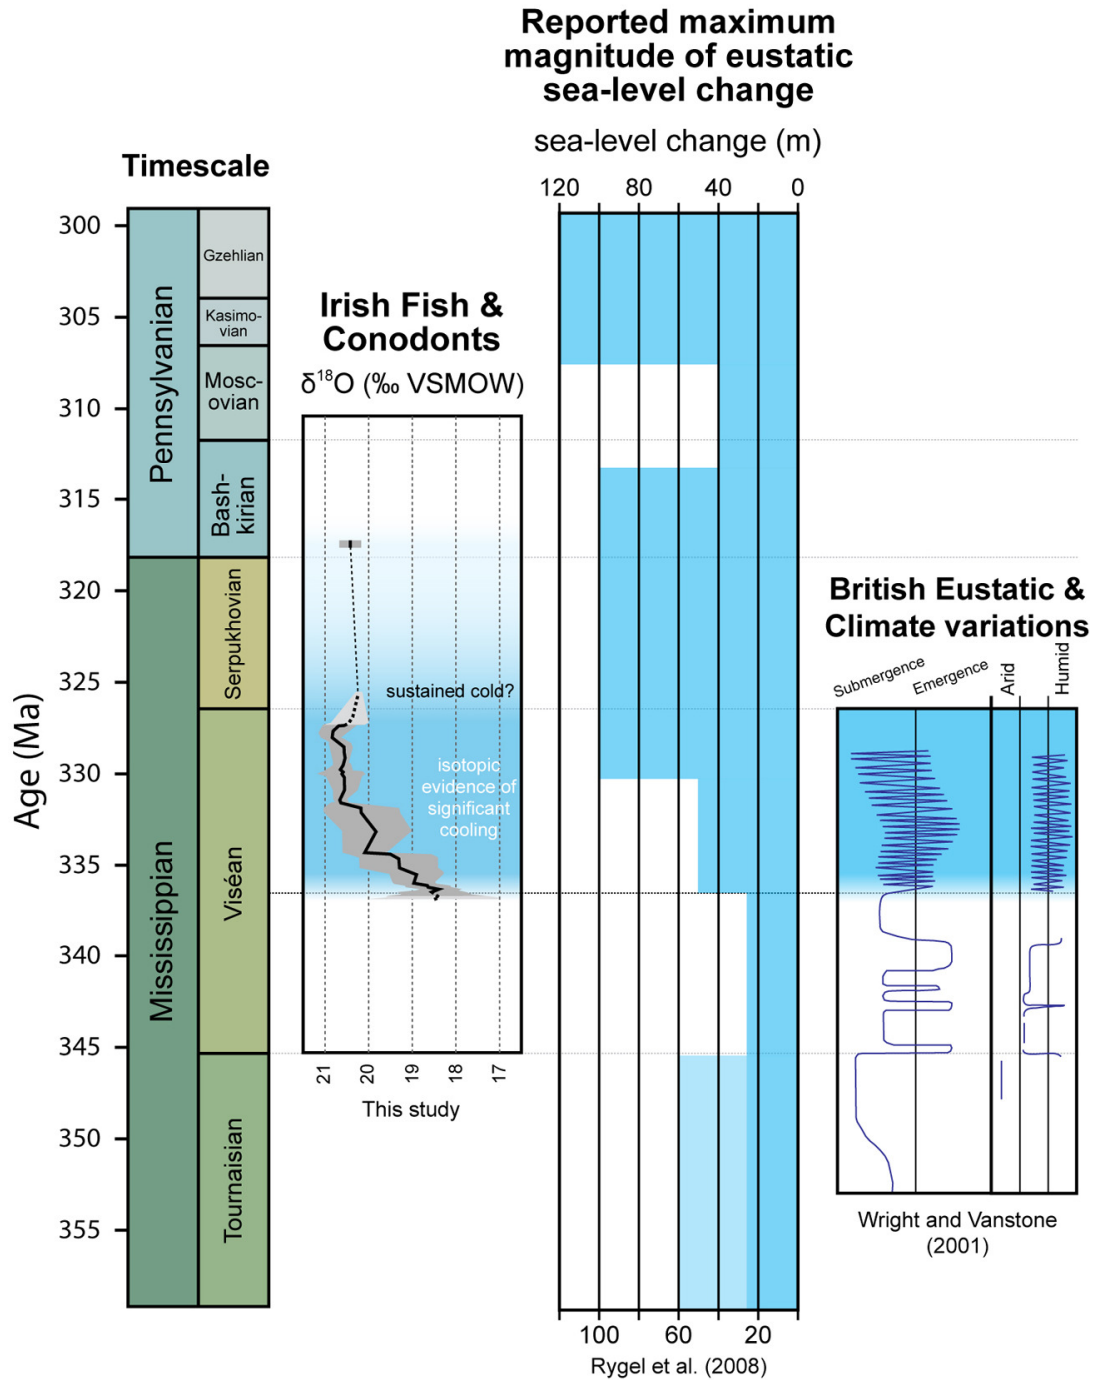 Reported maximum
magnitude of eustatic
sea-level change
sea-level change (m)
120 80 40 0
Timescale
300
305
310
315
320
325
330
335
340
345
350
355
Age (Ma)
Pennsylvanian
Mississippian
Gzehlian
Kasimo-
vian
Mosc-
ovian
Bash-
kirian
Serpukhovian
Viséan
Tournaisian
Irish Fish &
Conodonts
δ18O (‰ VSMOW)
sustained cold?
isotopic
evidence of
significant
cooling
21 20 19 18 17
This study
100 60 20
Rygel et al. (2008)
British Eustatic &
Climate variations
Submergence
Emergence
Arid
Humid
Wright and Vanstone
(2001)